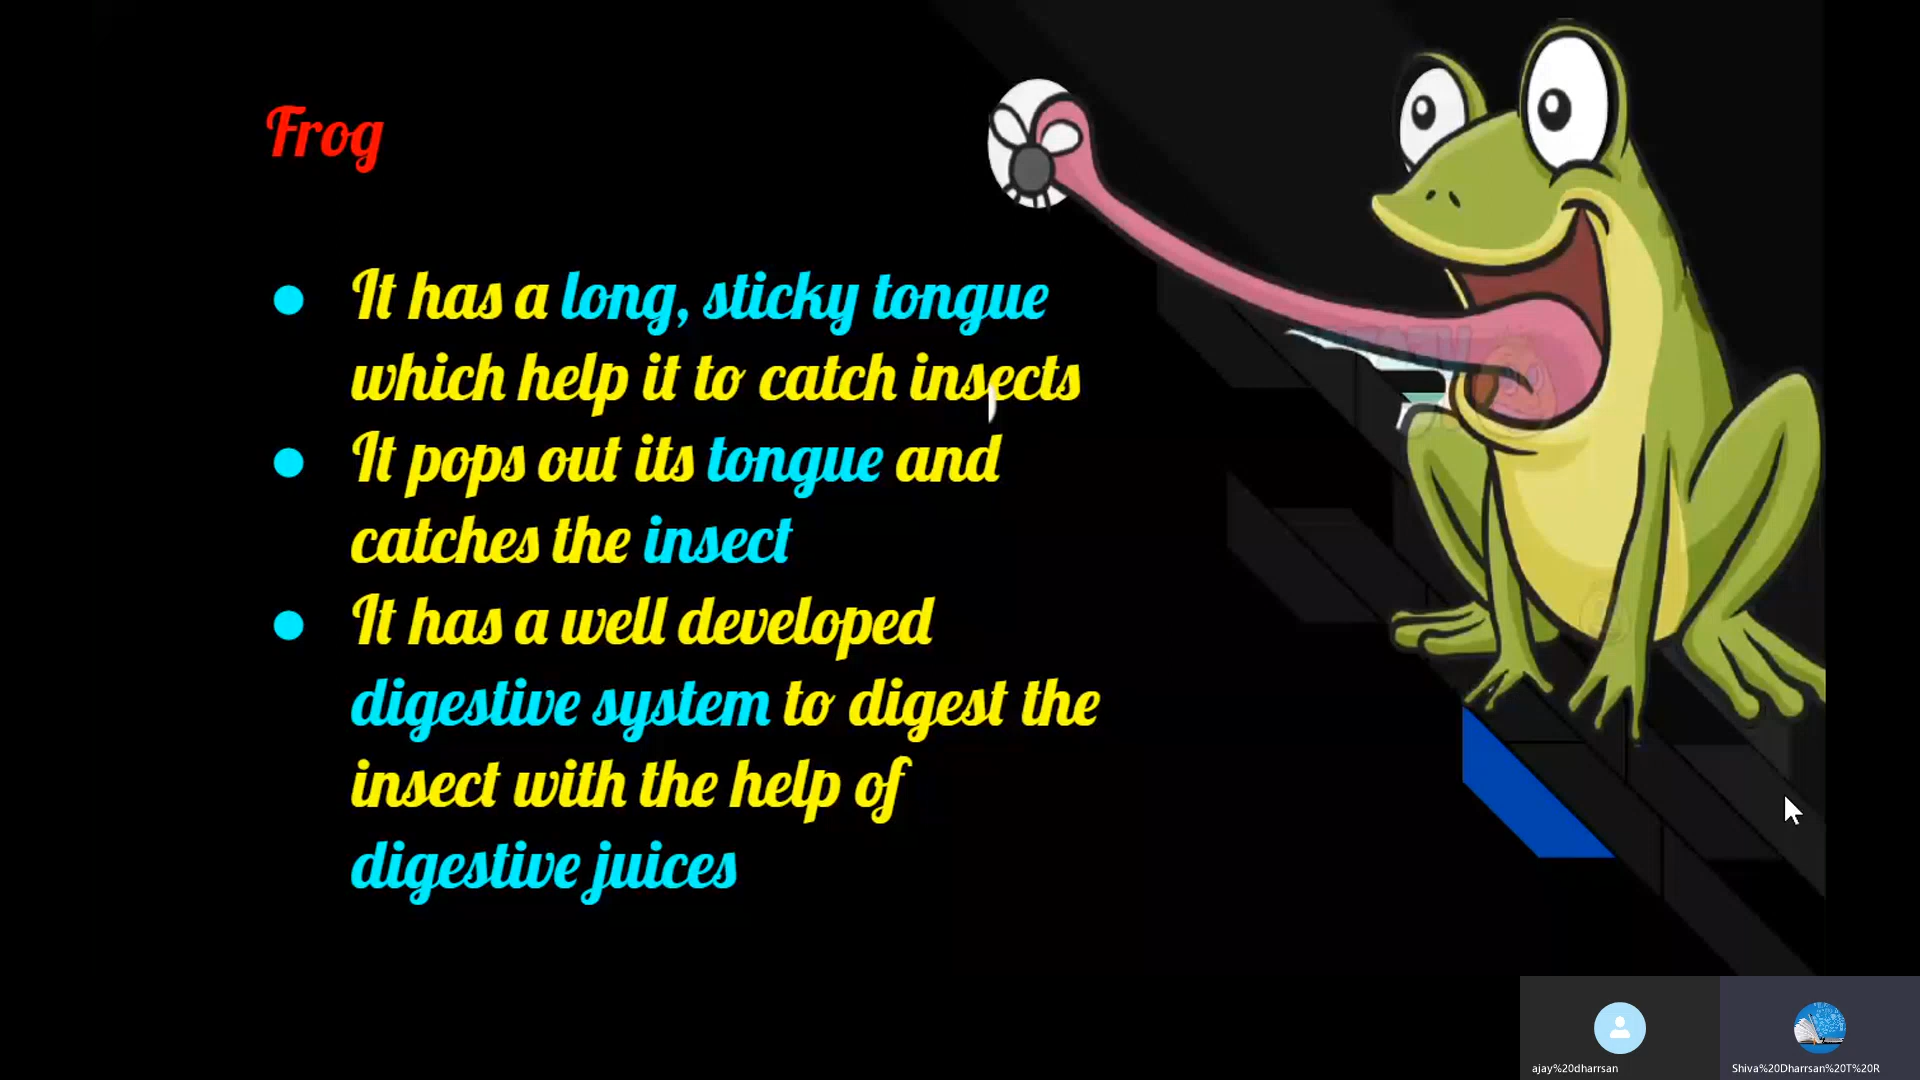 Frog
● It has a long, sticky tongue
which help it to catch insects
● It pops out its tongue and
catches the insect
● It has a well developed
digestive system to digest the
insect with the help of
digestive juices
ajay%20dharrsan
Shiva%20Dharrsan%20T%20R